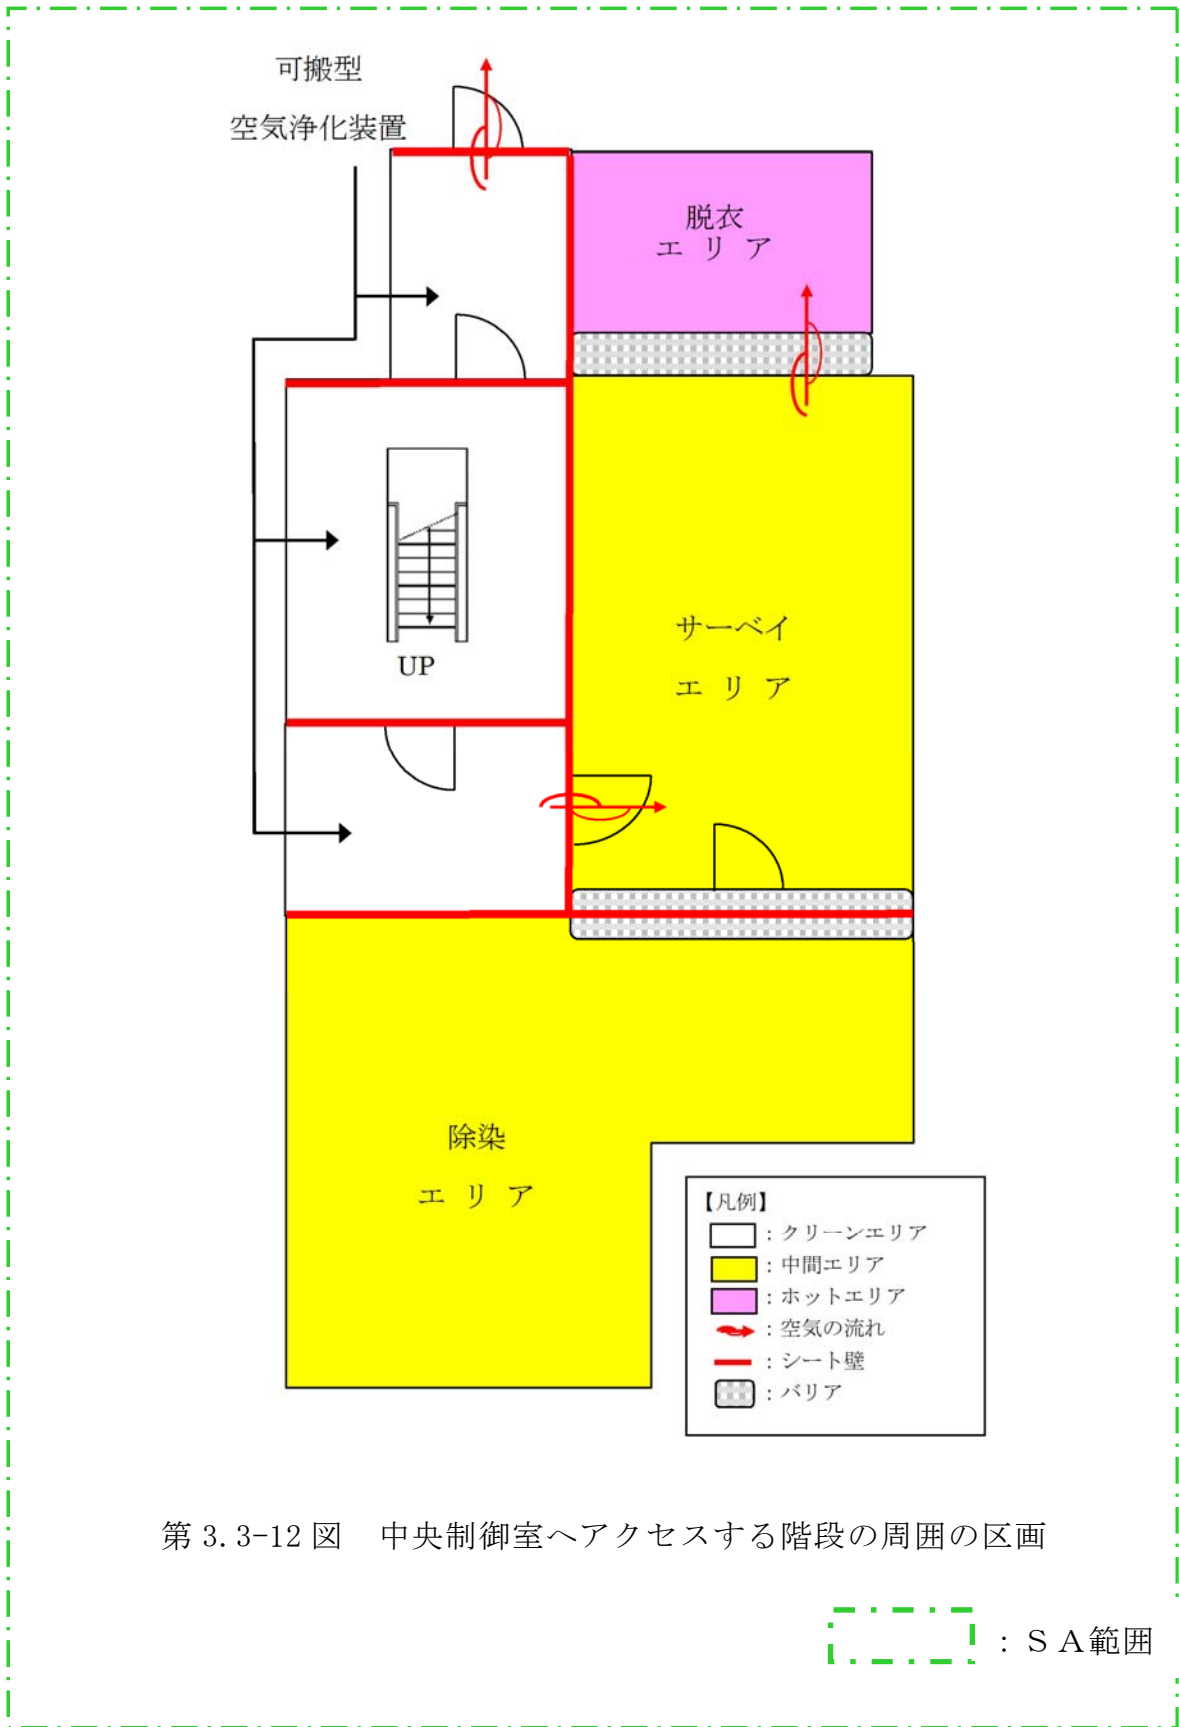 可搬型
空気浄化装置
脱衣
エリア
サーベイ
エリア
UP
除染
エリア
【凡例】
：クリーンエリア
：中間エリア
：ホットエリア
：空気の流れ
：シート壁
：バリア
第 3.3-12 図　中央制御室へアクセスする階段の周囲の区画
：ＳＡ範囲